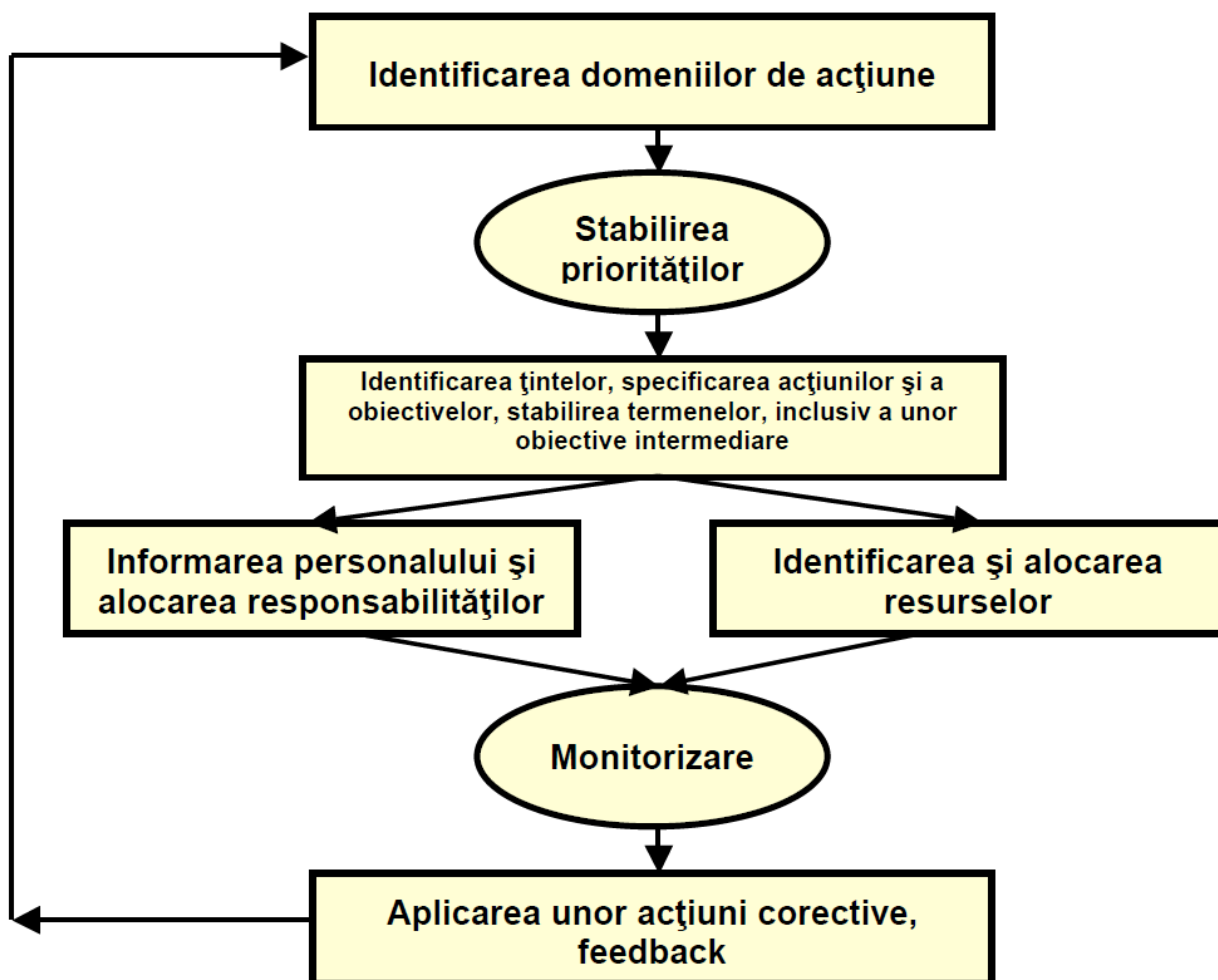 Identificarea domeniilor de acţiune
Stabilirea
priorităţilor
Identificarea ţintelor, specificarea acţiunilor şi a
obiectivelor, stabilirea termenelor, inclusiv a unor
obiective intermediare
Informarea personalului şi
alocarea responsabilităţilor
Identificarea şi alocarea
resurselor
Monitorizare
Aplicarea unor acţiuni corective,
feedback